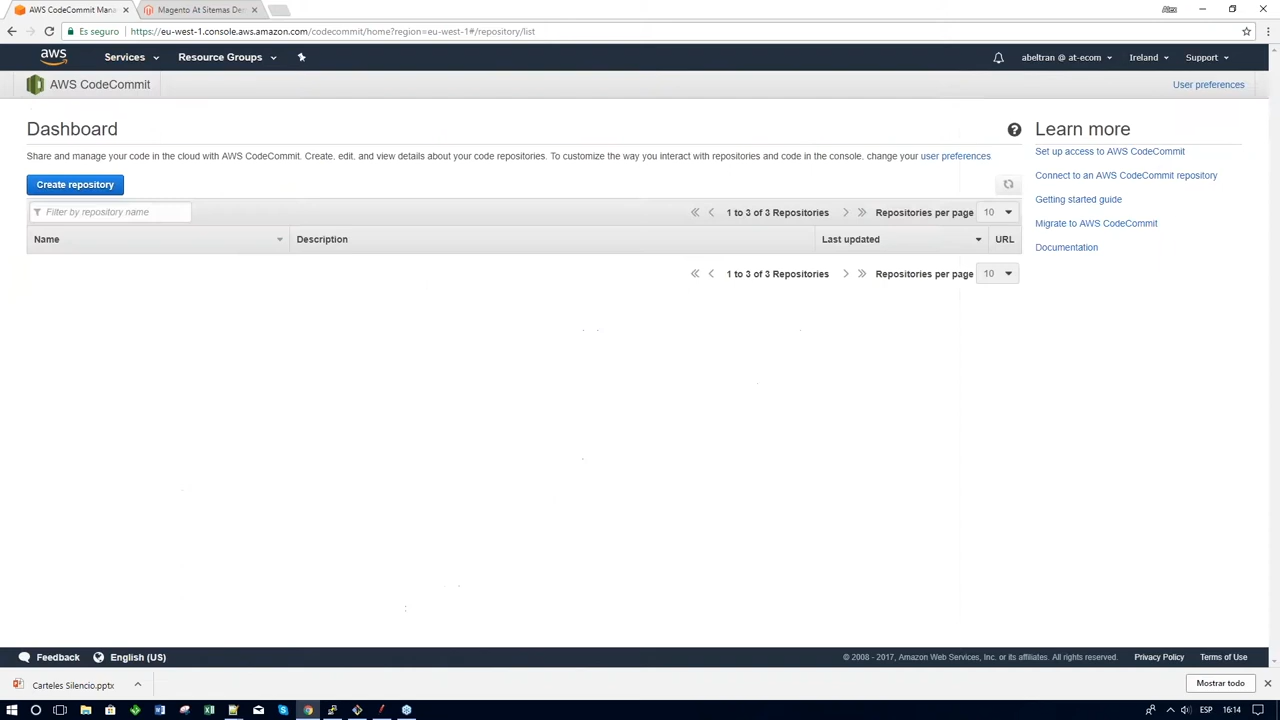 AWS CodeCommit Mana
Magento At Sitemas De
Alex
Es seguro https://eu-west-1.console.aws.amazon.com/codecommit/home?region=eu-west-1#/repository/list
aws Services Resource Groups abeltran @ at-ecom Ireland Support
AWS CodeCommit User preferences
Dashboard
Share and manage your code in the cloud with AWS CodeCommit. Create, edit, and view details about your code repositories. To customize the way you interact with repositories and code in the console, change your user preferences
Create repository
Filter by repository name 1 to 3 of 3 Repositories Repositories per page 10
Name Description Last updated URL
1 to 3 of 3 Repositories Repositories per page 10
Learn more
Set up access to AWS CodeCommit
Connect to an AWS CodeCommit repository
Getting started guide
Migrate to AWS CodeCommit
Documentation
Feedback English (US) © 2008 - 2017, Amazon Web Services, Inc. or its affiliates. All rights reserved. Privacy Policy Terms of Use
Carteles Silencio.pptx Mostrar todo
ESP 16:14